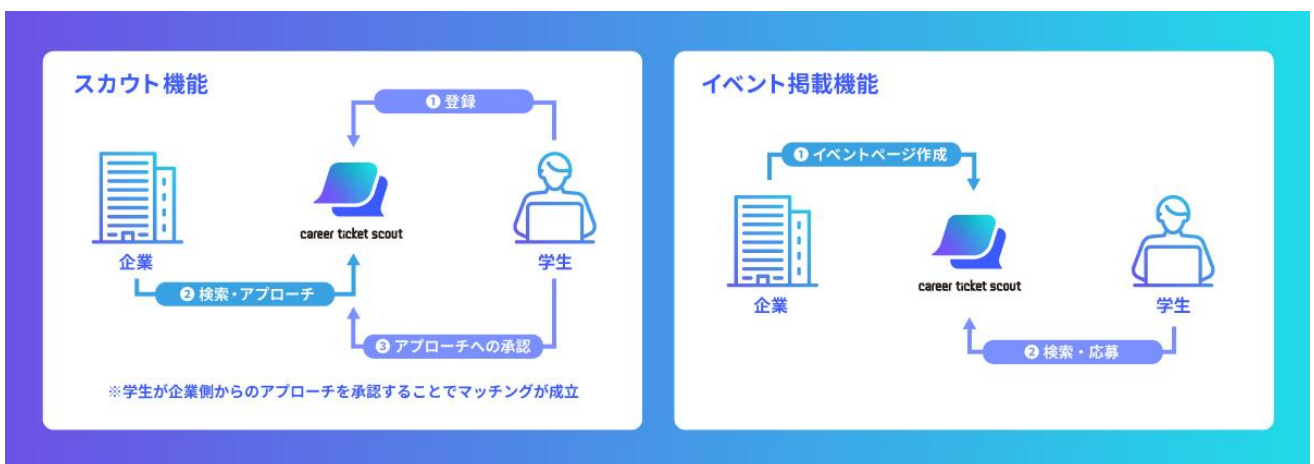 スカウト機能
❶ 登録
career ticket scout
企業
学生
❷ 検索・アプローチ
❸ アプローチへの承認
※学生が企業側からのアプローチを承認することでマッチングが成立
イベント掲載機能
❶ イベントページ作成
career ticket scout
企業
学生
❷ 検索・応募